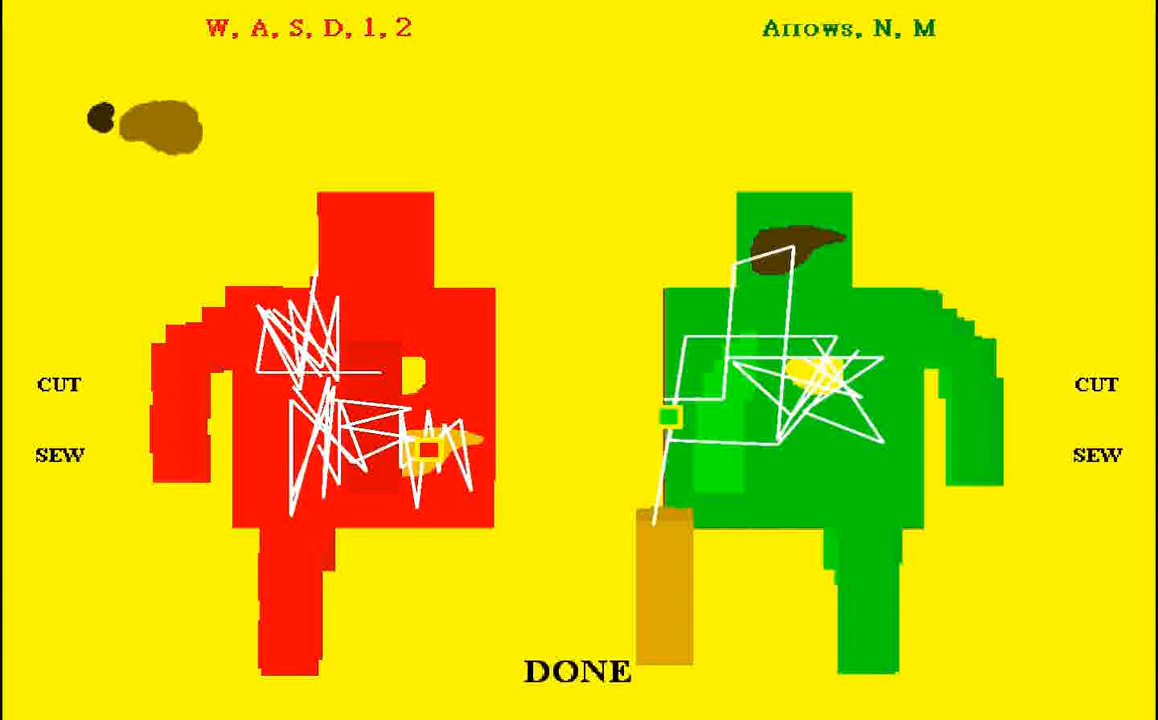 W, A, S, D, 1, 2
Arrows, N, M
CUT
CUT
SEW
SEW
DONE